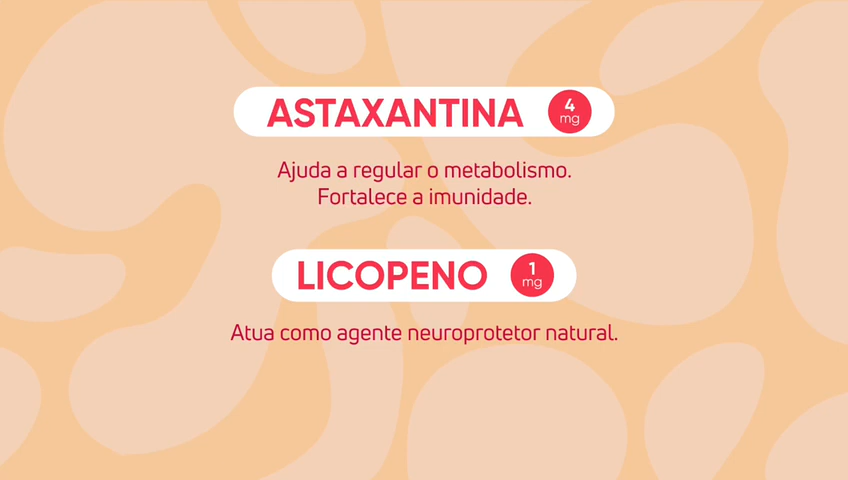 ASTAXANTINA 4 mg
Ajuda a regular o metabolismo.
Fortalece a imunidade.
LICOPENO 1 mg
Atua como agente neuroprotetor natural.